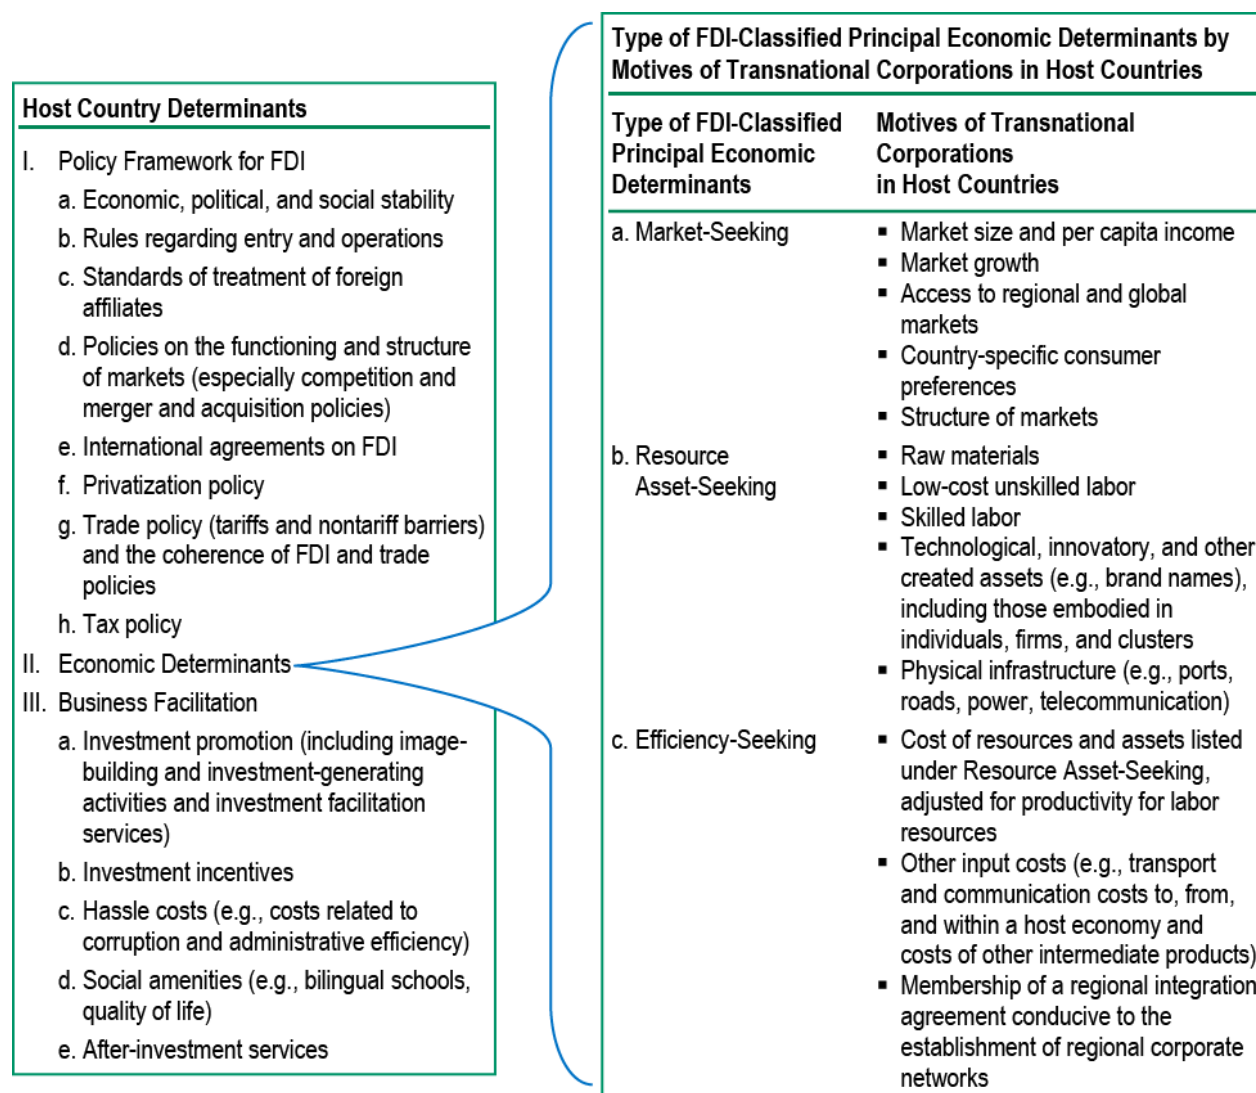 Host Country Determinants
I. Policy Framework for FDI
a. Economic, political, and social stability
b. Rules regarding entry and operations
c. Standards of treatment of foreign
affiliates
d. Policies on the functioning and structure
of markets (especially competition and
merger and acquisition policies)
e. International agreements on FDI
f. Privatization policy
g. Trade policy (tariffs and nontariff barriers)
and the coherence of FDI and trade
policies
h. Tax policy
II. Economic Determinants
III. Business Facilitation
a. Investment promotion (including image-
building and investment-generating
activities and investment facilitation
services)
b. Investment incentives
c. Hassle costs (e.g., costs related to
corruption and administrative efficiency)
d. Social amenities (e.g., bilingual schools,
quality of life)
e. After-investment services
Type of FDI-Classified Principal Economic Determinants by
Motives of Transnational Corporations in Host Countries
Type of FDI-Classified
Principal Economic
Determinants
Motives of Transnational
Corporations
in Host Countries
a. Market-Seeking
▪ Market size and per capita income
▪ Market growth
▪ Access to regional and global
markets
▪ Country-specific consumer
preferences
▪ Structure of markets
b. Resource
Asset-Seeking
▪ Raw materials
▪ Low-cost unskilled labor
▪ Skilled labor
▪ Technological, innovatory, and other
created assets (e.g., brand names),
including those embodied in
individuals, firms, and clusters
▪ Physical infrastructure (e.g., ports,
roads, power, telecommunication)
c. Efficiency-Seeking
▪ Cost of resources and assets listed
under Resource Asset-Seeking,
adjusted for productivity for labor
resources
▪ Other input costs (e.g., transport
and communication costs to, from,
and within a host economy and
costs of other intermediate products)
▪ Membership of a regional integration
agreement conducive to the
establishment of regional corporate
networks